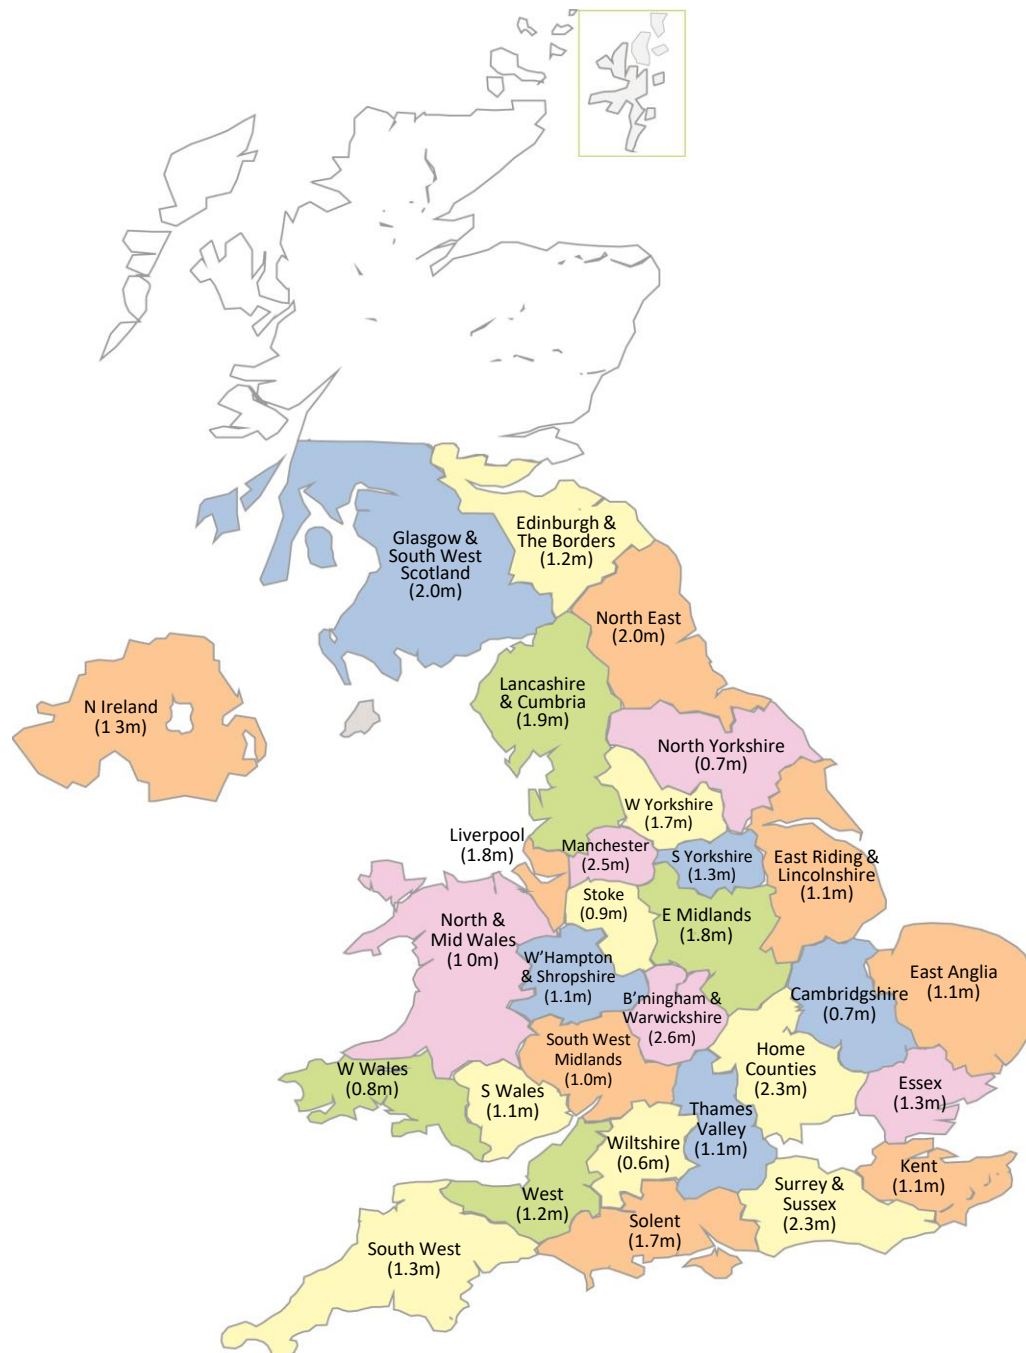 Edinburgh &
The Borders
(1.2m)
Glasgow &
South West
Scotland
(2.0m)
North East
(2.0m)
Lancashire
& Cumbria
(1.9m)
N Ireland
(1 3m)
North Yorkshire
(0.7m)
W Yorkshire
(1.7m)
Liverpool
(1.8m)
Manchester
(2.5m)
S Yorkshire
(1.3m)
East Riding &
Lincolnshire
(1.1m)
Stoke
(0.9m)
E Midlands
(1.8m)
North &
Mid Wales
(1 0m)
W'Hampton
& Shropshire
(1.1m)
B'mingham &
Warwickshire
(2.6m)
Cambridgshire
(0.7m)
East Anglia
(1.1m)
South West
Midlands
(1.0m)
Home
Counties
(2.3m)
W Wales
(0.8m)
S Wales
(1.1m)
Essex
(1.3m)
Thames
Valley
(1.1m)
Wiltshire
(0.6m)
Kent
(1.1m)
West
(1.2m)
Surrey &
Sussex
(2.3m)
Solent
(1.7m)
South West
(1.3m)